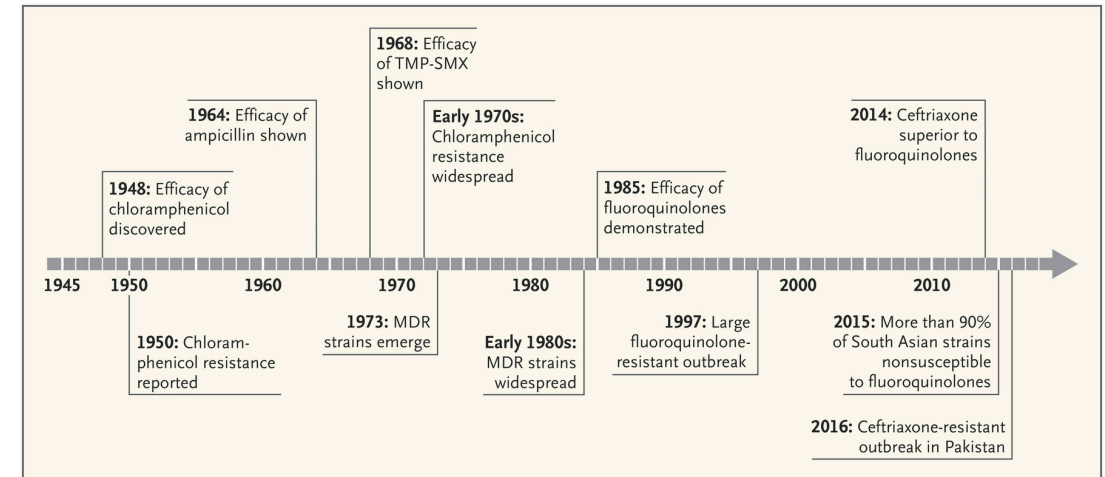 1968: Efficacy
of TMP-SMX
shown
1964: Efficacy of
ampicillin shown
Early 1970s:
Chloramphenicol
resistance
widespread
2014: Ceftriaxone
superior to
fluoroquinolones
1948: Efficacy of
chloramphenicol
discovered
1985: Efficacy of
fluoroquinolones
demonstrated
1945 1950 1960 1970 1980 1990 2000 2010
1950: Chloram-
phenicol resistance
reported
1973: MDR
strains emerge
Early 1980s:
MDR strains
widespread
1997: Large
fluoroquinolone-
resistant outbreak
2015: More than 90%
of South Asian strains
nonsusceptible
to fluoroquinolones
2016: Ceftriaxone-resistant
outbreak in Pakistan